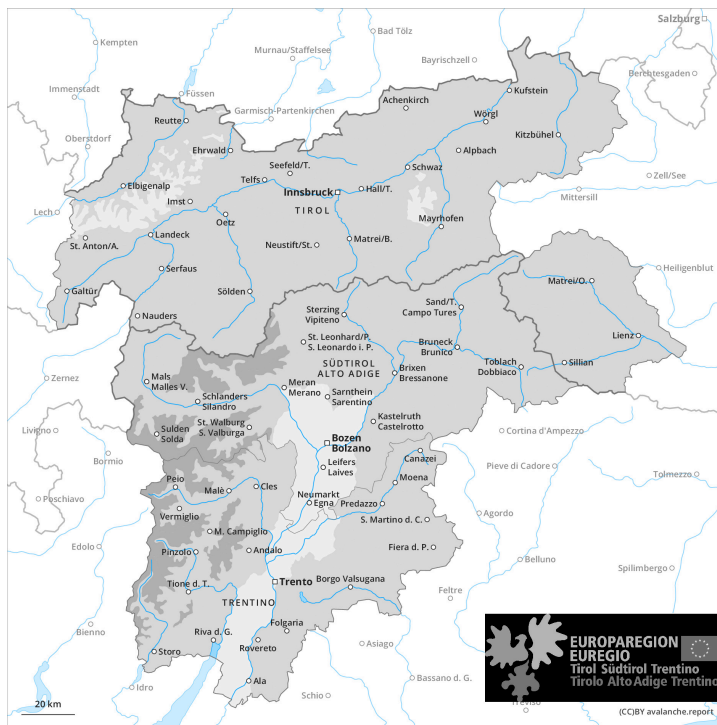 Salzburg
Kempten
Bad Tölz
Murnau/Staffelsee
Bayrischzell
Berchtesgaden
Immenstadt
Füssen
Garmisch-Partenkirchen
Achenkirch
Kufstein
Reutte
Wörgl
Oberstdorf
Kitzbühel
Ehrwald
Alpbach
Seefeld/T.
Schwaz
Telfs
Zell/See
Elbigenalp
Innsbruck
Hall/T.
Mittersill
Imst
TIROL
Lech
Oetz
Mayrhofen
Landeck
Matrei/B.
St. Anton/A.
Neustift/St.
Serfaus
Heiligenblut
Galtür
Sölden
Matrei/O.
Nauders
Sterzing
Vipiteno
Sand/T.
Campo Tures
Lienz
St. Leonhard/P.
S. Leonardo i. P.
Bruneck
Brunico
Toblach
Dobbiaco
Sillian
SÜDTIROL
ALTO ADIGE
Brixen
Bressanone
Zernez
Mals
Malles V.
Meran
Merano
Sarnthein
Sarentino
Schlanders
Silandro
St. Walburg
S. Valburga
Kastelruth
Castelrotto
Livigno
Sulden
Solda
Bozen
Bolzano
Cortina d'Ampezzo
Bormio
Canazei
Leifers
Laives
Pieve di Cadore
Tolmezzo
Peio
Malè
Cles
Moena
Poschiavo
Neumarkt
Egna
Predazzo
Vermiglio
S. Martino d. C.
Agordo
M. Campiglio
Edolo
Pinzolo
Andalo
Fiera d. P.
Belluno
Spilimbergo
Tione d. T.
Trento
Borgo Valsugana
Feltre
TRENTINO
Bienno
Riva d. G.
Folgaria
Rovereto
Asiago
Storo
Ala
Bassano d. G.
Idro
Schio
Treviso
EUROPAREGION
EUREGIO
Tirol Südtirol Trentino
Tirolo Alto Adige Trentino
20 km
(CC)BY avalanche.report